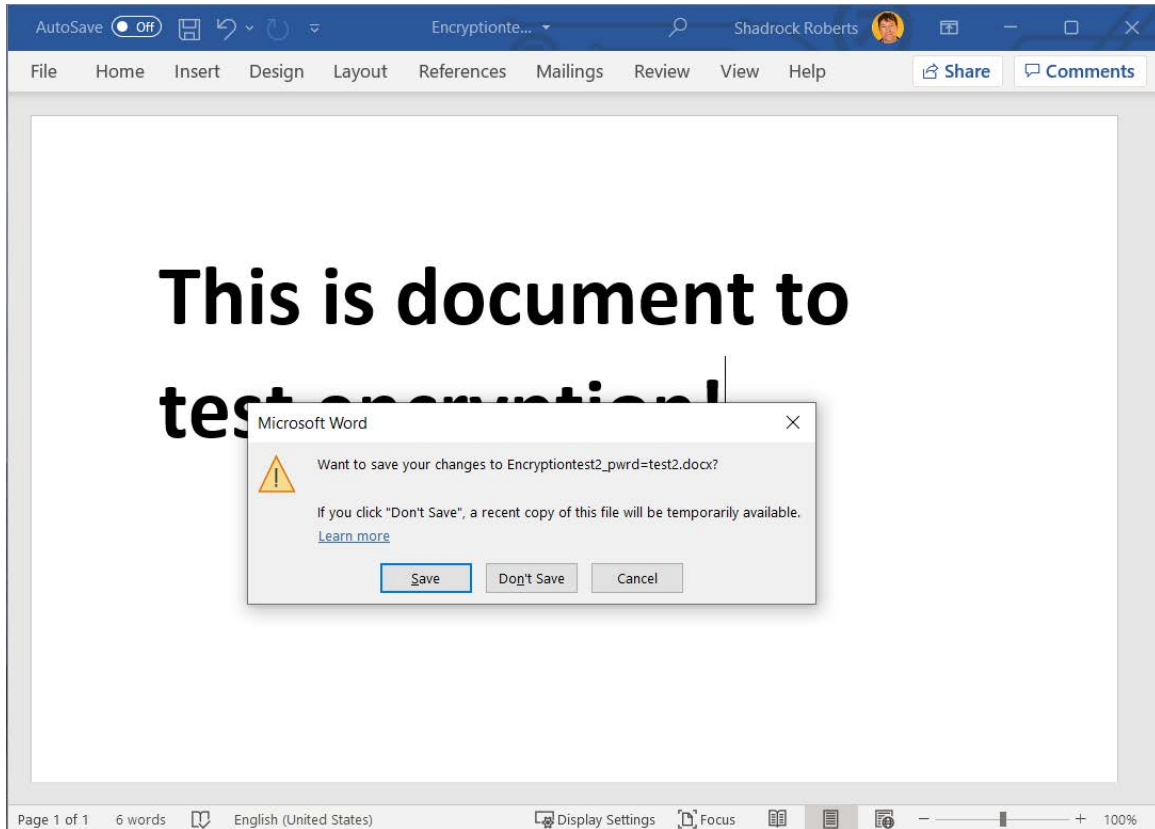 AutoSave Off Encryptionte... Shadrock Roberts
File Home Insert Design Layout References Mailings Review View Help Share Comments
This is document to
test encryption!
Microsoft Word
Want to save your changes to Encryptiontest2_pwrd=test2.docx?
If you click "Don't Save", a recent copy of this file will be temporarily available.
Learn more
Save Don't Save Cancel
Page 1 of 1 6 words English (United States) Display Settings Focus 100%